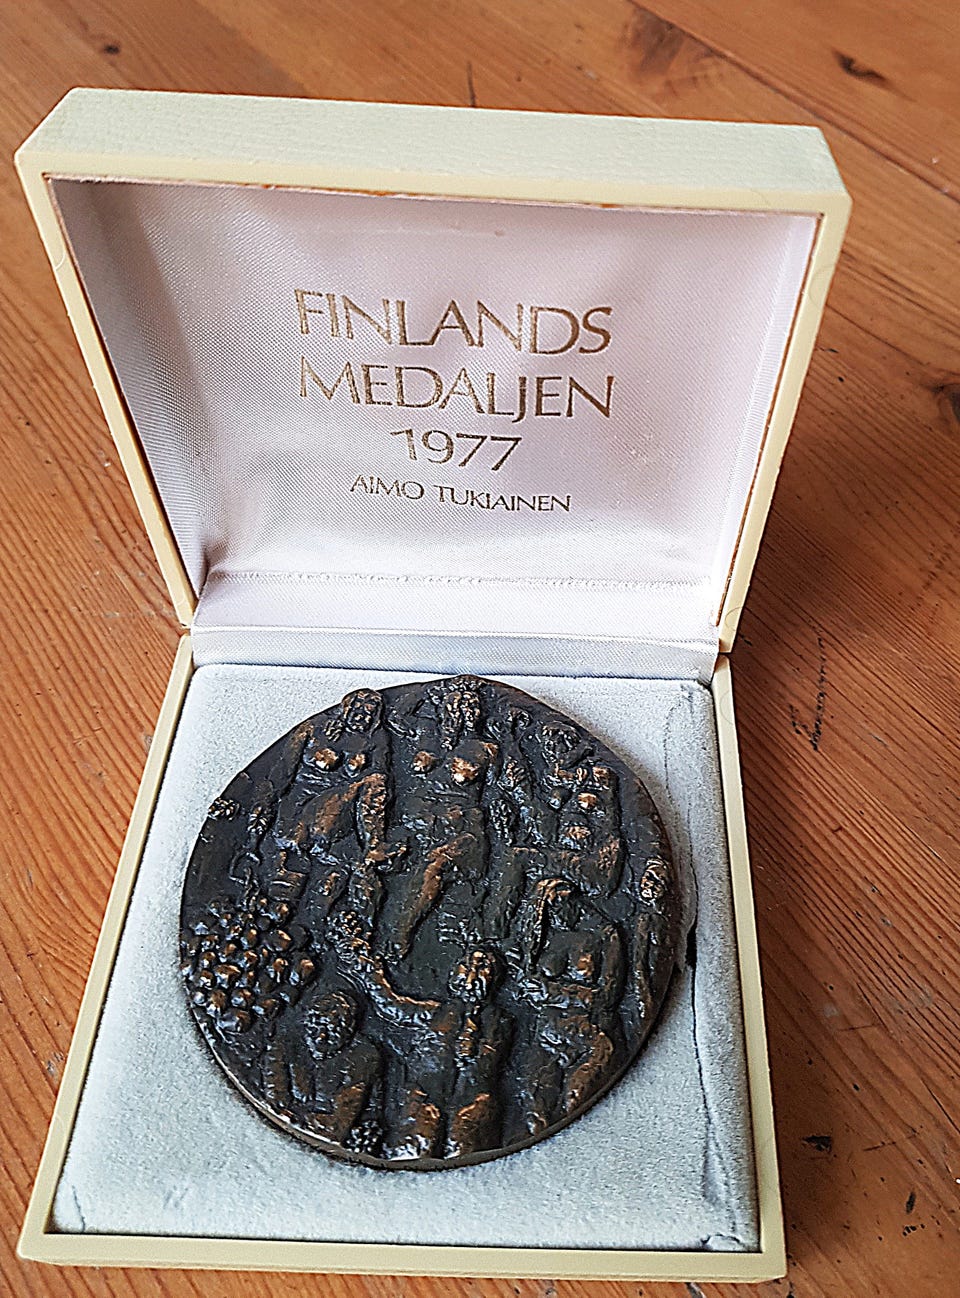 FINLANDS
MEDALJEN
1977
AIMO TUKIAINEN